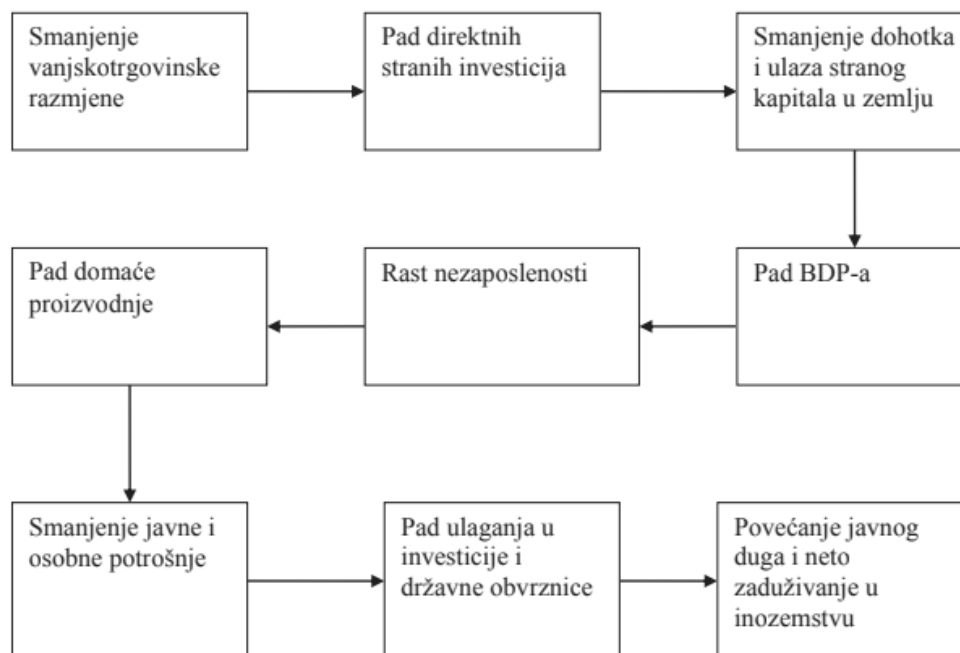 Smanjenje
vanjskotrgovinske
razmjene
Pad direktnih
stranih investicija
Smanjenje dohotka
i ulaza stranog
kapitala u zemlju
Pad BDP-a
Rast nezaposlenosti
Pad domaće
proizvodnje
Smanjenje javne i
osobne potrošnje
Pad ulaganja u
investicije i
državne obvrznice
Povećanje javnog
duga i neto
zaduživanje u
inozemstvu